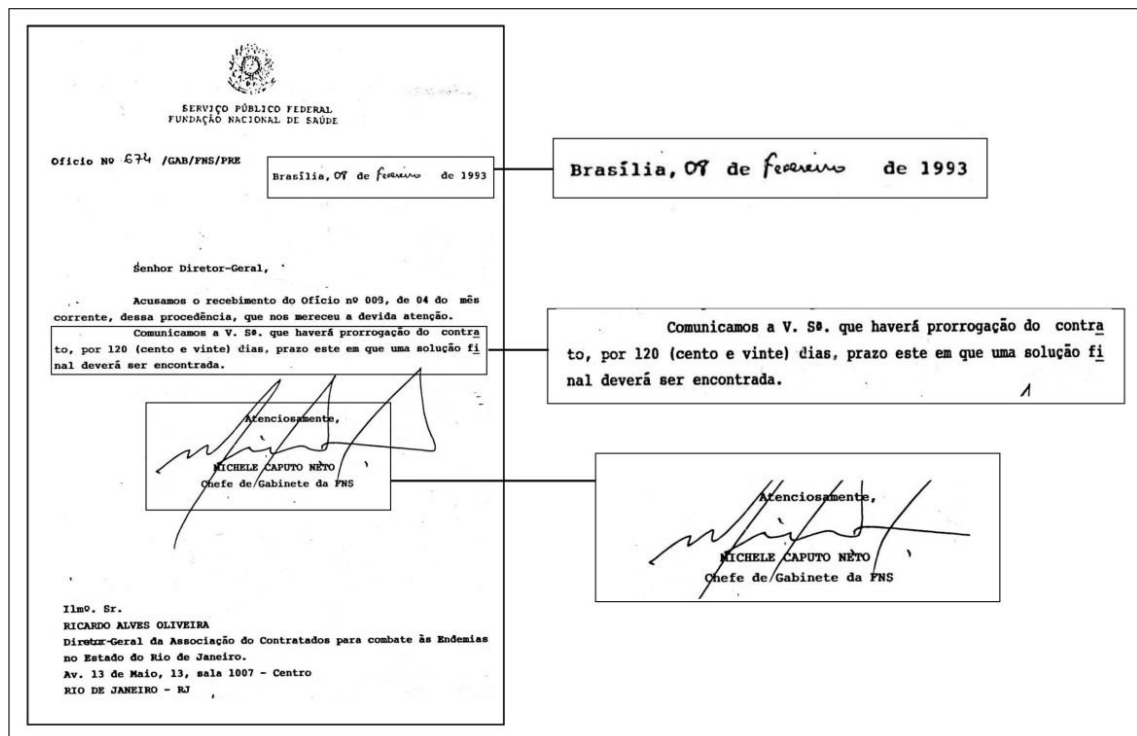 SERVIÇO PÚBLICO FEDERAL
FUNDAÇÃO NACIONAL DE SAÚDE
Ofício Nº 674 /GAB/FNS/PRE
Brasília, 08 de fevereiro de 1993
Senhor Diretor-Geral,
Acusamos o recebimento do Ofício nº 009, de 04 do mês
corrente, dessa procedência, que nos mereceu a devida atenção.
Comunicamos a V. Sª. que haverá prorrogação do contra
to, por 120 (cento e vinte) dias, prazo este em que uma solução fi
nal deverá ser encontrada.
Atenciosamente,
MICHELE CAPUTO NETO
Chefe de Gabinete da FNS
Ilmº. Sr.
RICARDO ALVES OLIVEIRA
Diretor-Geral da Associação do Contratados para combate às Endemias
no Estado do Rio de Janeiro.
Av. 13 de Maio, 13, sala 1007 - Centro
RIO DE JANEIRO - RJ
Brasília, 08 de fevereiro de 1993
Comunicamos a V. Sª. que haverá prorrogação do contra
to, por 120 (cento e vinte) dias, prazo este em que uma solução fi
nal deverá ser encontrada.
Atenciosamente,
MICHELE CAPUTO NETO
Chefe de Gabinete da FNS